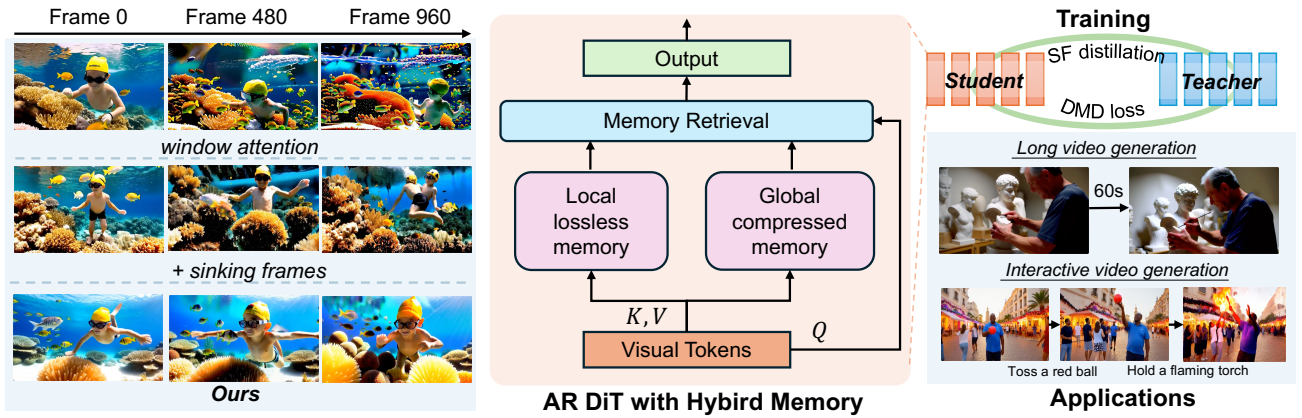 Frame 0
Frame 480
Frame 960
window attention
+ sinking frames
Ours
Output
Memory Retrieval
Local
lossless
memory
Global
compressed
memory
K, V
Q
Visual Tokens
AR DiT with Hybird Memory
Training
SF distillation
Student
Teacher
DMD loss
Long video generation
60s
Interactive video generation
Toss a red ball
Hold a flaming torch
Applications